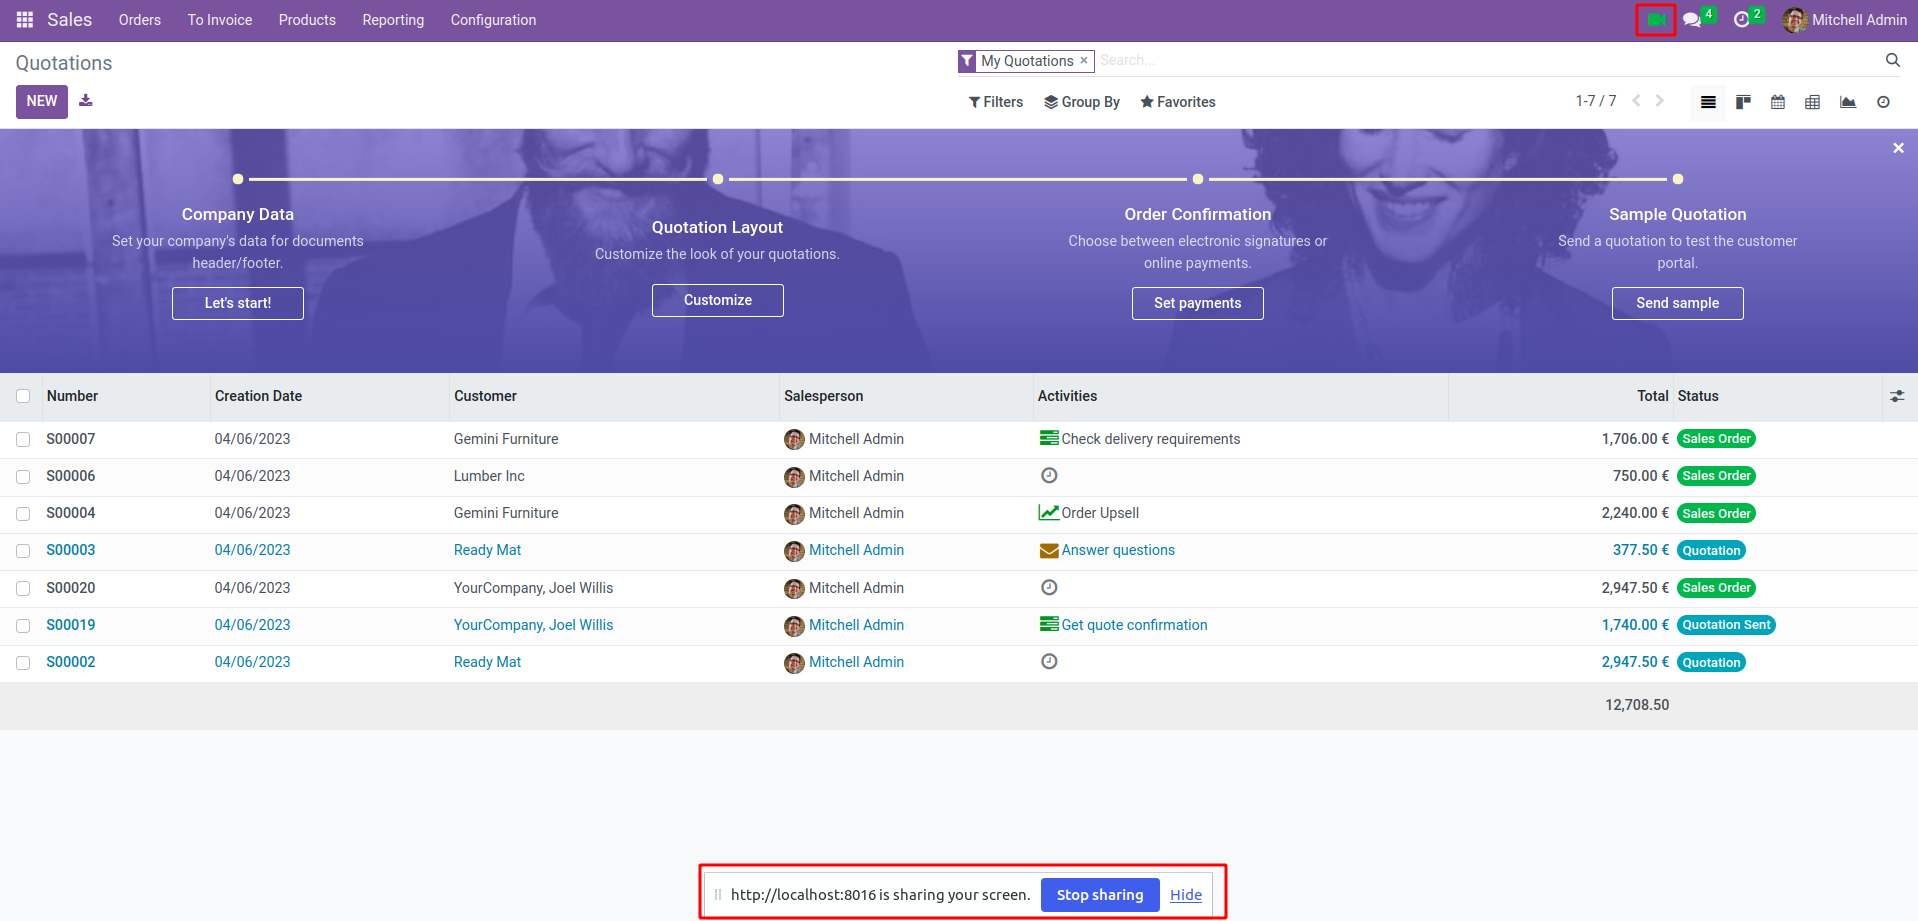 Sales Orders To Invoice Products Reporting Configuration 4 2 Mitchell Admin
Quotations
My Quotations × Search...
NEW
Filters Group By Favorites 1-7 / 7
Company Data
Set your company's data for documents
header/footer.
Let's start!
Quotation Layout
Customize the look of your quotations.
Customize
Order Confirmation
Choose between electronic signatures or
online payments.
Set payments
Sample Quotation
Send a quotation to test the customer
portal.
Send sample
Number Creation Date Customer Salesperson Activities Total Status
S00007 04/06/2023 Gemini Furniture Mitchell Admin Check delivery requirements 1,706.00 € Sales Order
S00006 04/06/2023 Lumber Inc Mitchell Admin 750.00 € Sales Order
S00004 04/06/2023 Gemini Furniture Mitchell Admin Order Upsell 2,240.00 € Sales Order
S00003 04/06/2023 Ready Mat Mitchell Admin Answer questions 377.50 € Quotation
S00020 04/06/2023 YourCompany, Joel Willis Mitchell Admin 2,947.50 € Sales Order
S00019 04/06/2023 YourCompany, Joel Willis Mitchell Admin Get quote confirmation 1,740.00 € Quotation Sent
S00002 04/06/2023 Ready Mat Mitchell Admin 2,947.50 € Quotation
12,708.50
http://localhost:8016 is sharing your screen. Stop sharing Hide